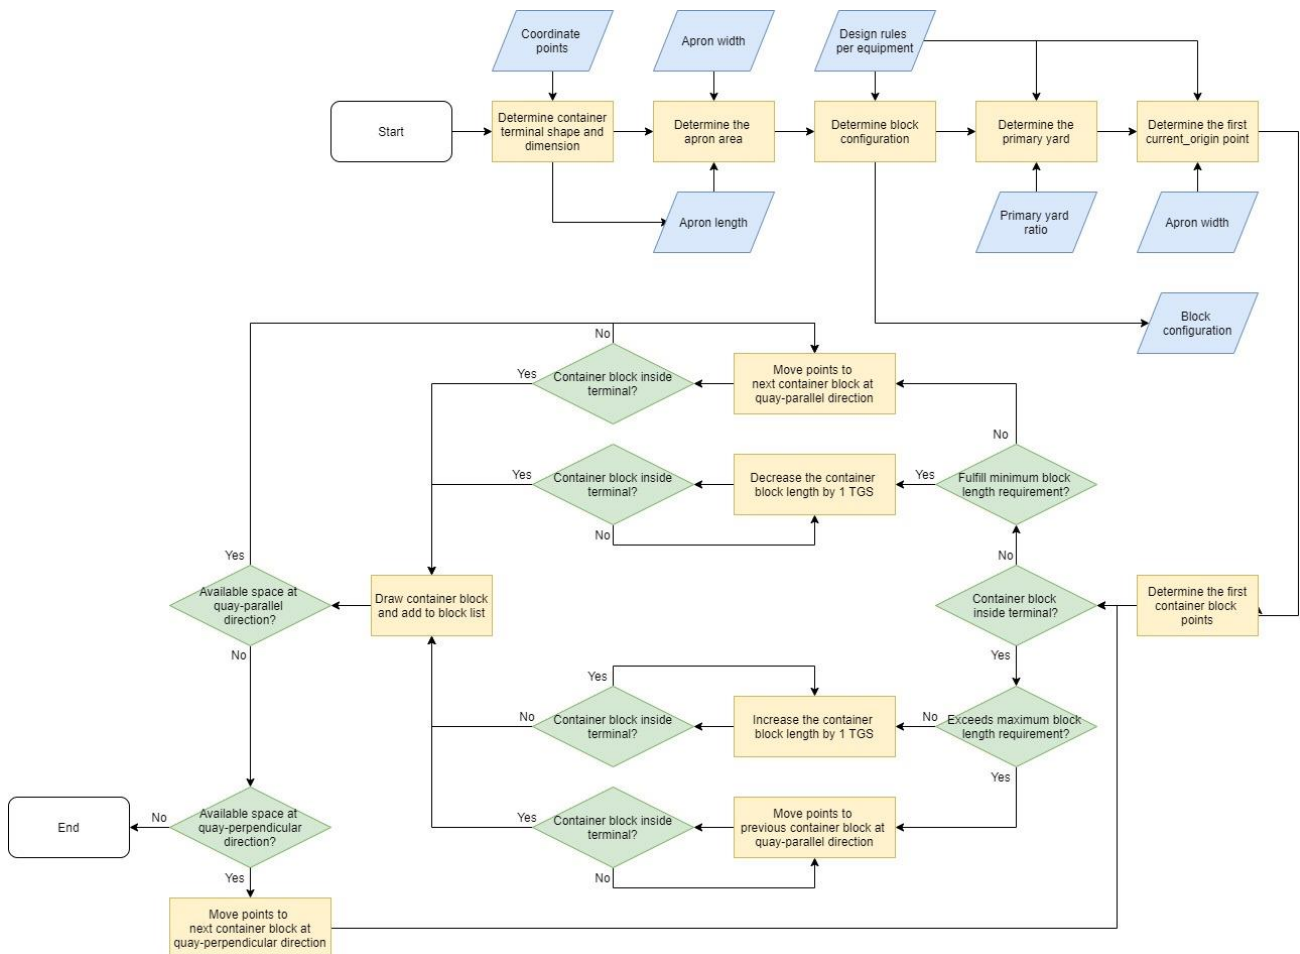 Coordinate
points
Apron width
Design rules
per equipment
Start
Determine container
terminal shape and
dimension
Determine the
apron area
Determine block
configuration
Determine the
primary yard
Determine the first
current_origin point
Apron length
Primary yard
ratio
Apron width
Block
configuration
No
Yes
Container block inside
terminal?
Move points to
next container block at
quay-parallel direction
No
Yes
Container block inside
terminal?
No
Decrease the container
block length by 1 TGS
Yes
Fulfill minimum block
length requirement?
No
Yes
Available space at
quay-parallel
direction?
No
Draw container block
and add to block list
Container block
inside terminal?
Yes
Determine the first
container block
points
Yes
No
Container block inside
terminal?
Increase the container
block length by 1 TGS
No
Exceeds maximum block
length requirement?
Yes
End
No
Available space at
quay-perpendicular
direction?
Yes
Yes
Container block inside
terminal?
No
Move points to
previous container block at
quay-parallel direction
Move points to
next container block at
quay-perpendicular direction